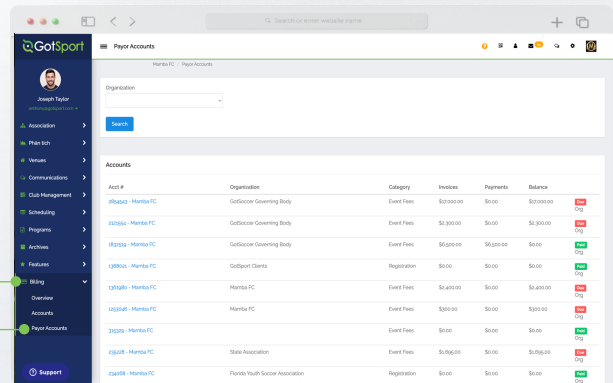 Search or enter website name
GotSport
Payor Accounts
Mamba FC / Payor Accounts
Joseph Taylor
Organization
Search
Association
Phân tích
Venues
Communications
Club Management
Scheduling
Programs
Archives
Features
Billing
Overview
Accounts
Payor Accounts
Support
Accounts
Acct # Organization Category Invoices Payments Balance
GotSoccer Governing Body Event Fees $17,000.00 $0.00 $17,000.00 Due
Org
2121554 - Mamba FC GotSoccer Governing Body Event Fees $2,300.00 $0.00 $2,300.00 Due
Org
1837519 - Mamba FC GotSoccer Governing Body Event Fees $6,500.00 $6,500.00 $0.00 Paid
Org
1388021 - Mamba FC GotSport Clients Registration $0.00 $0.00 $0.00 Paid
Org
1361980 - Mamba FC Mamba FC Event Fees $2,400.00 $0.00 $2,400.00 Due
Org
1253046 - Mamba FC Mamba FC Event Fees $300.00 $0.00 $300.00 Due
Org
315329 - Mamba FC Event Fees $0.00 $0.00 $0.00 Paid
Org
235228 - Mamba FC State Association Event Fees $1,695.00 $0.00 $1,695.00 Due
Org
234068 - Mamba FC Florida Youth Soccer Association Registration $0.00 $0.00 $0.00 Paid
Org